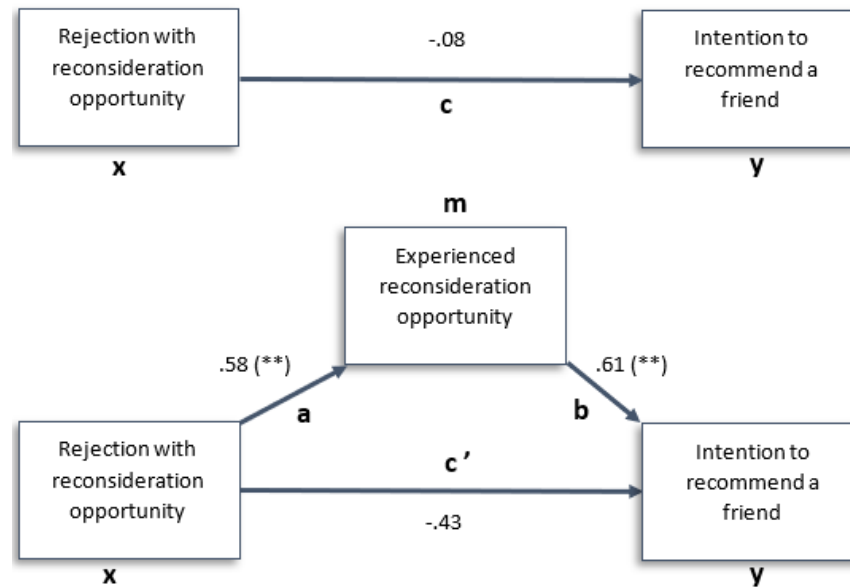 Rejection with
reconsideration
opportunity
-.08
c
Intention to
recommend a
friend
x
y
m
Experienced
reconsideration
opportunity
.58 (**)
.61 (**)
a
b
Rejection with
reconsideration
opportunity
c'
-.43
Intention to
recommend a
friend
x
y